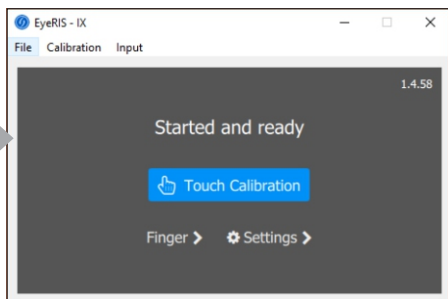 EyeRIS - IX
File Calibration Input
1.4.58
Started and ready
Touch Calibration
Finger Settings